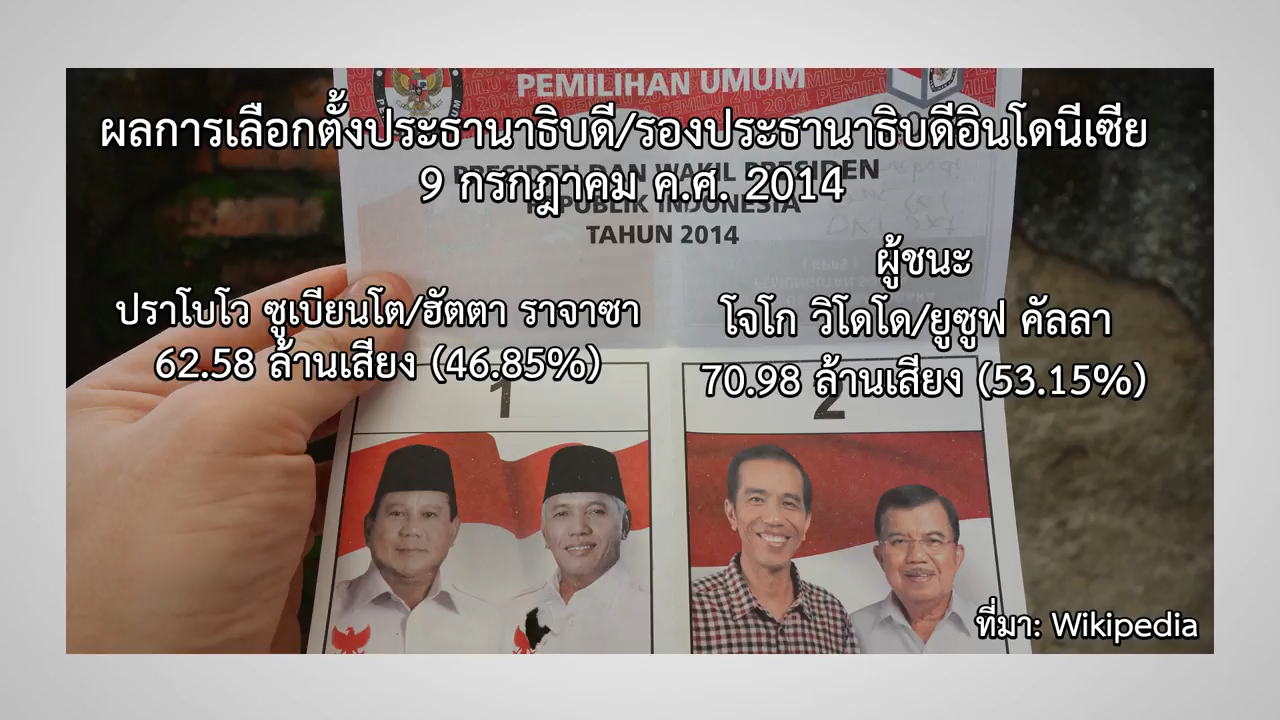 PEMILIHAN UMUM
ผลการเลือกตั้งประธานาธิบดี/รองประธานาธิบดีอินโดนีเซีย
PRESIDEN DAN WAKIL PRESIDEN
9 กรกฎาคม ค.ศ. 2014
REPUBLIK INDONESIA
TAHUN 2014
ผู้ชนะ
ปราโบโว ซูเบียนโต/ฮัตตา ราจาซา
62.58 ล้านเสียง (46.85%)
โจโก วิโดโด/ยูซูฟ คัลลา
70.98 ล้านเสียง (53.15%)
1
2
ที่มา: Wikipedia